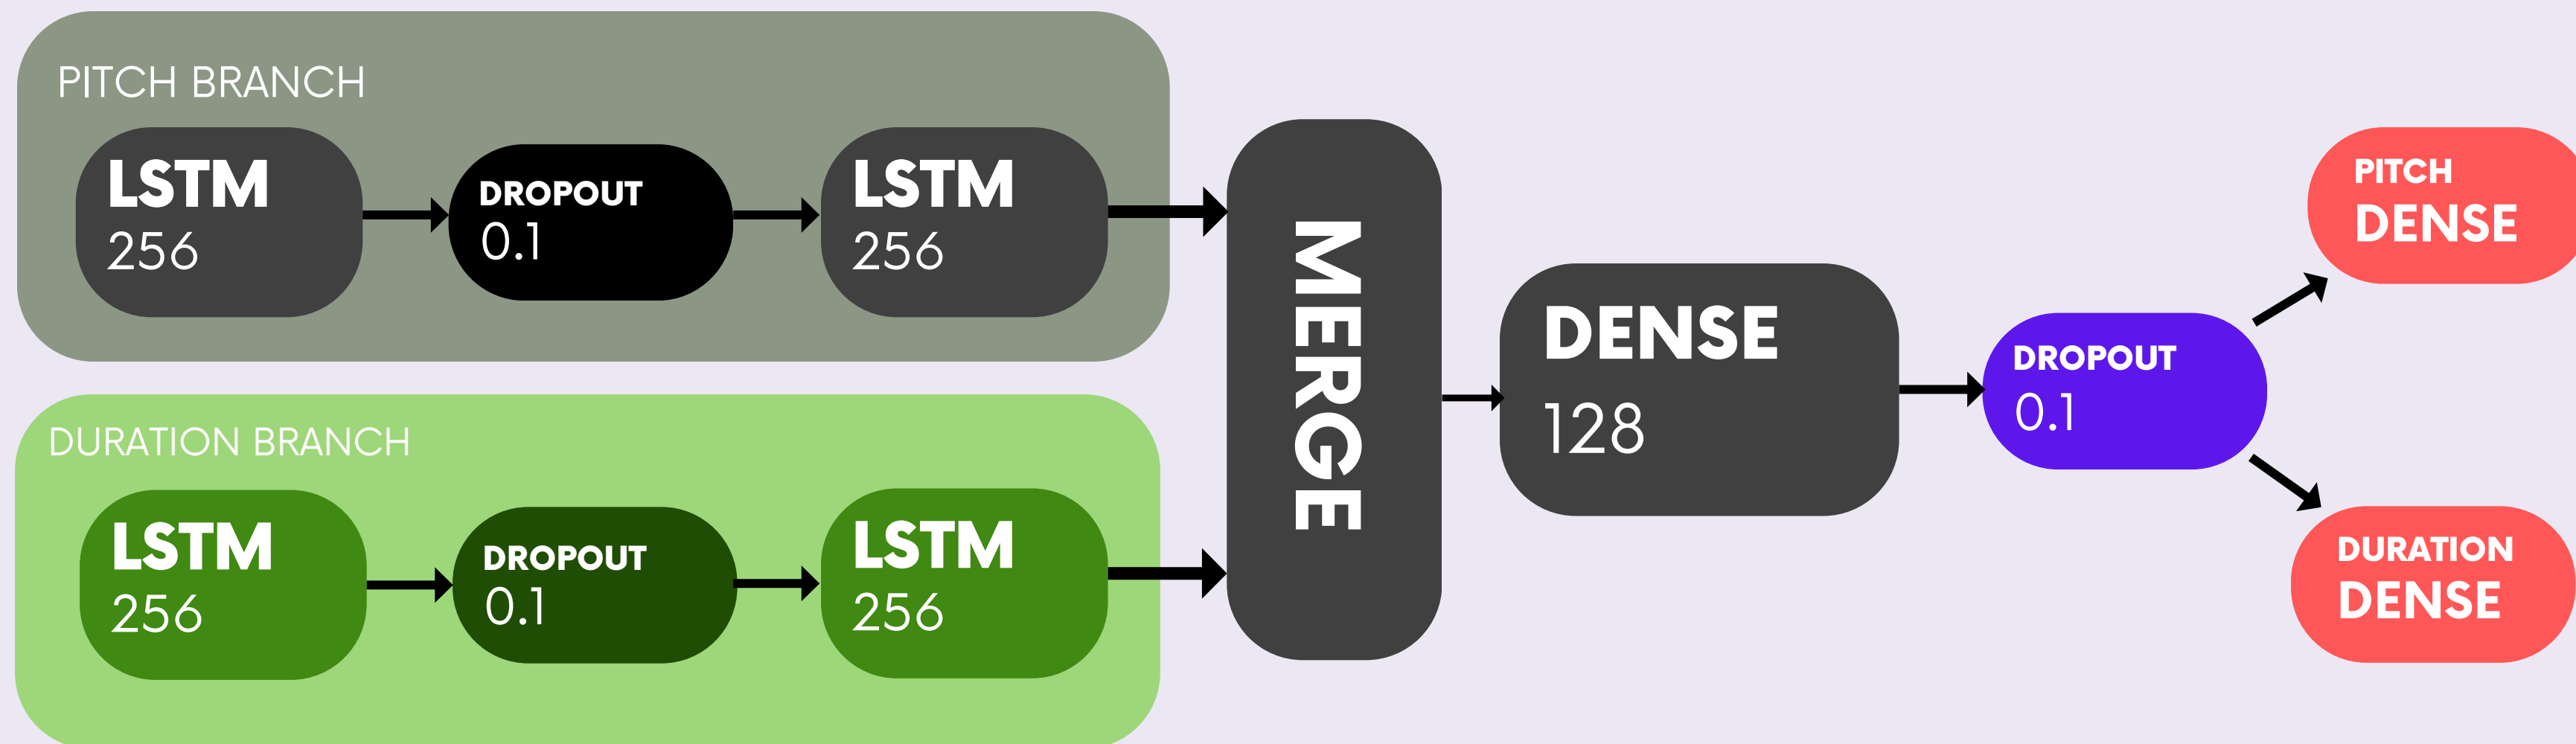 PITCH BRANCH
LSTM
256
DROPOUT
0.1
LSTM
256
DURATION BRANCH
LSTM
256
DROPOUT
0.1
LSTM
256
MERGE
DENSE
128
DROPOUT
0.1
PITCH
DENSE
DURATION
DENSE